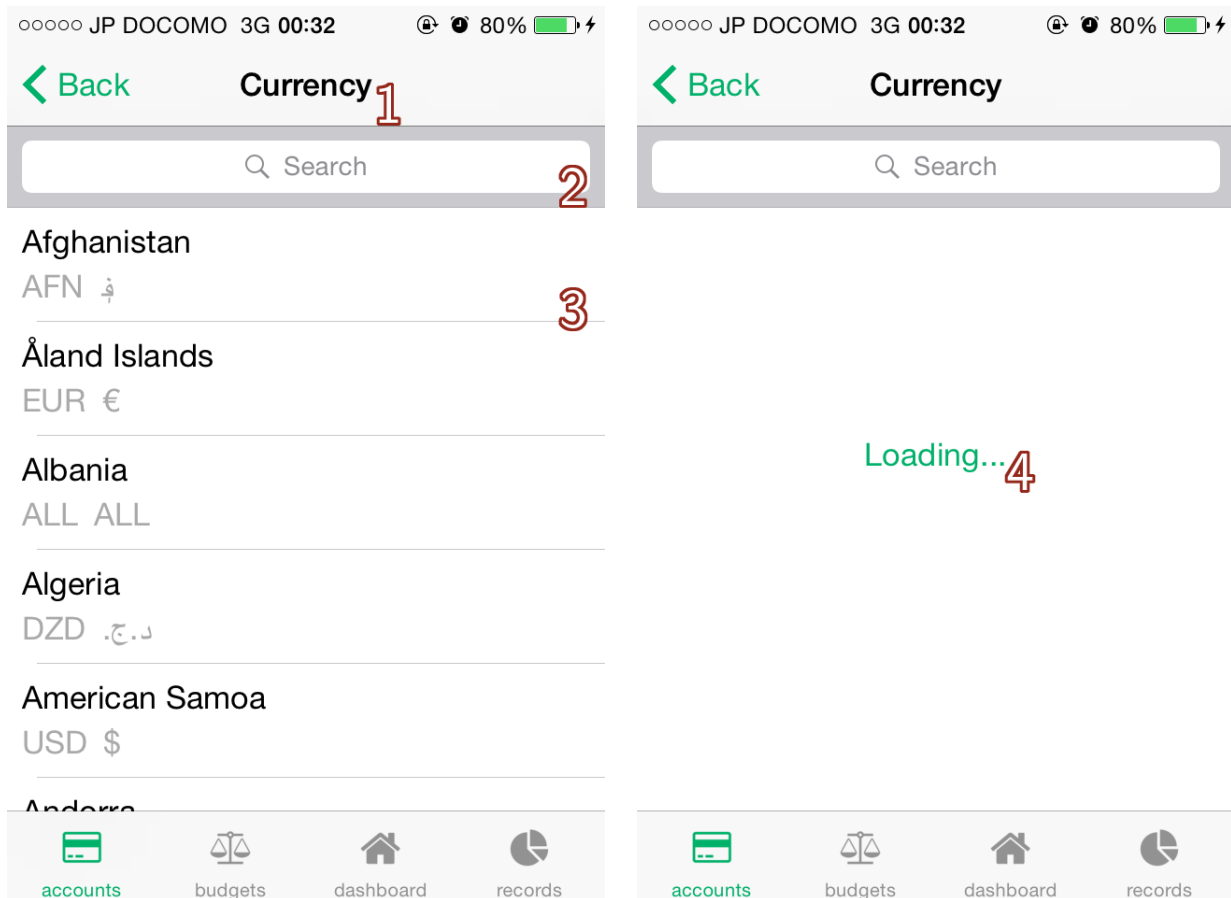 JP DOCOMO 3G 00:32 80%
Back Currency 1
Search 2
Afghanistan
AFN ؋ 3
Åland Islands
EUR €
Albania
ALL ALL
Algeria
DZD د.ج.
American Samoa
USD $
Andorra
accounts budgets dashboard records
JP DOCOMO 3G 00:32 80%
Back Currency
Search
Loading... 4
accounts budgets dashboard records